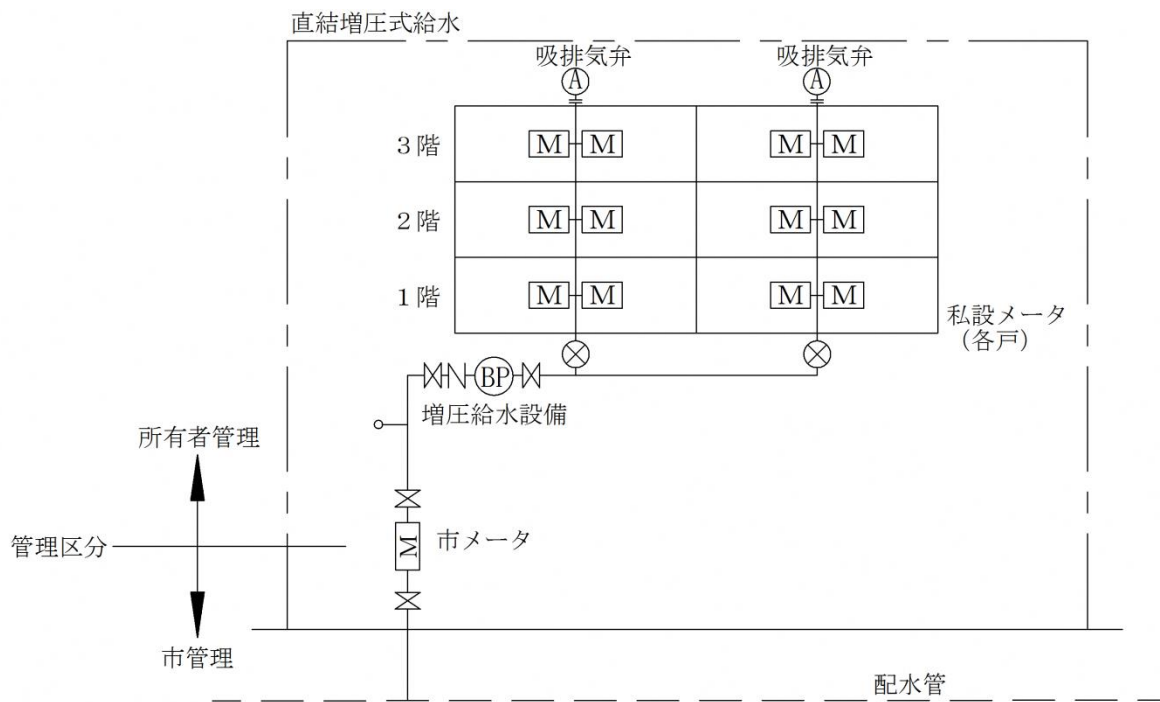 直結増圧式給水
吸排気弁 吸排気弁
A A
3階 M M M M
2階 M M M M
1階 M M M M
私設メータ
（各戸）
BP
増圧給水設備
所有者管理
管理区分
M 市メータ
市管理
配水管